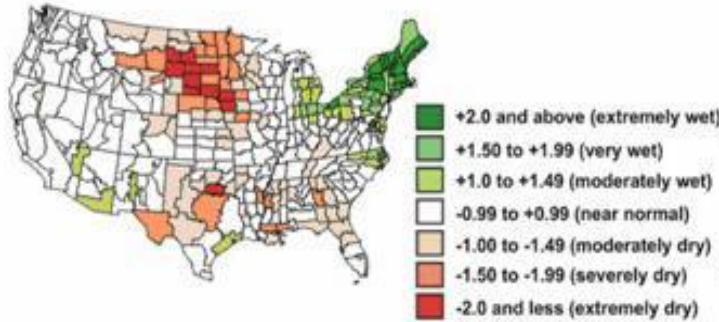 +2.0 and above (extremely wet)
+1.50 to +1.99 (very wet)
+1.0 to +1.49 (moderately wet)
-0.99 to +0.99 (near normal)
-1.00 to -1.49 (moderately dry)
-1.50 to -1.99 (severely dry)
-2.0 and less (extremely dry)